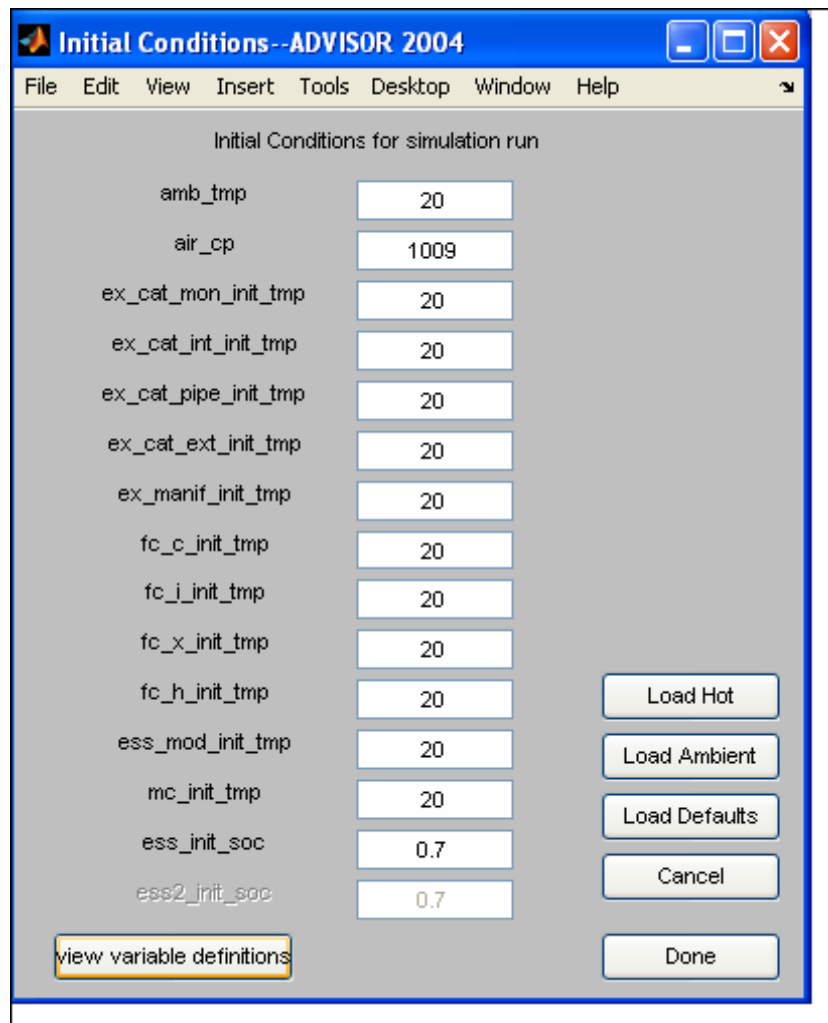 Initial Conditions--ADVISOR 2004
File Edit View Insert Tools Desktop Window Help
Initial Conditions for simulation run
amb_tmp 20
air_cp 1009
ex_cat_mon_init_tmp 20
ex_cat_int_init_tmp 20
ex_cat_pipe_init_tmp 20
ex_cat_ext_init_tmp 20
ex_manif_init_tmp 20
fc_c_init_tmp 20
fc_i_init_tmp 20
fc_x_init_tmp 20
fc_h_init_tmp 20 Load Hot
ess_mod_init_tmp 20 Load Ambient
mc_init_tmp 20 Load Defaults
ess_init_soc 0.7
ess2_init_soc 0.7 Cancel
view variable definitions Done